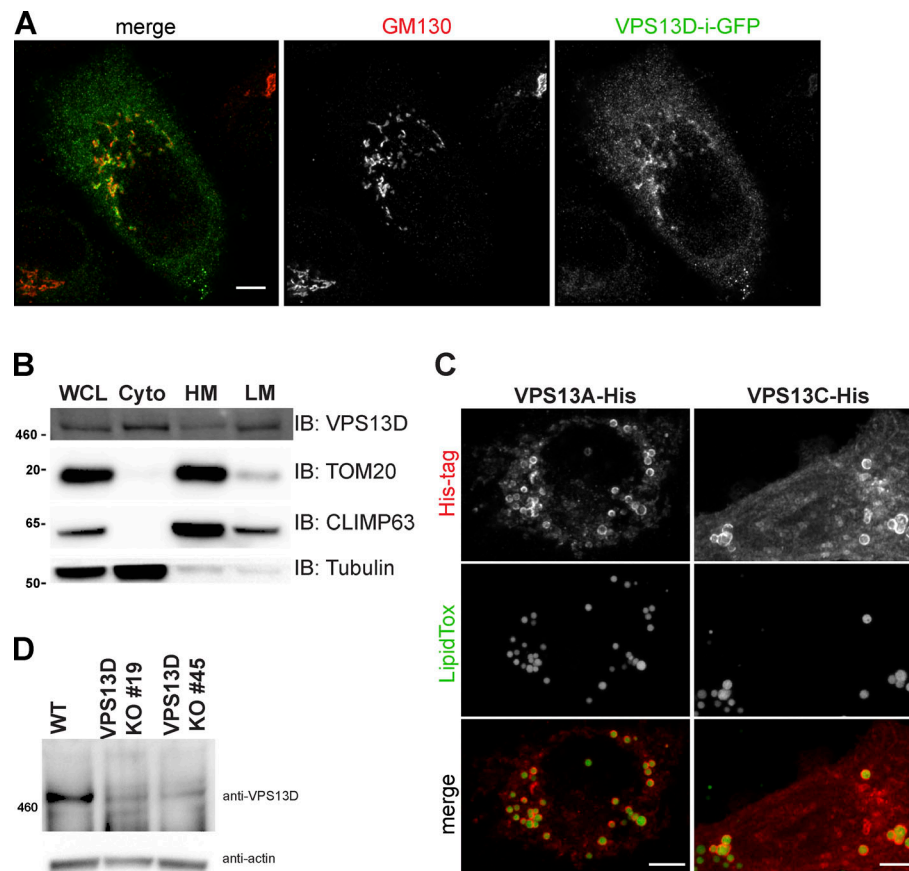 A
merge
GM130
VPS13D-i-GFP
B
WCL Cyto HM LM
460 - IB: VPS13D
20- IB: TOM20
65- IB: CLIMP63
50- IB: Tubulin
C
VPS13A-His VPS13C-His
His-tag
LipidTox
merge
D
WT
VPS13D
KO #19
VPS13D
KO #45
460 anti-VPS13D
anti-actin